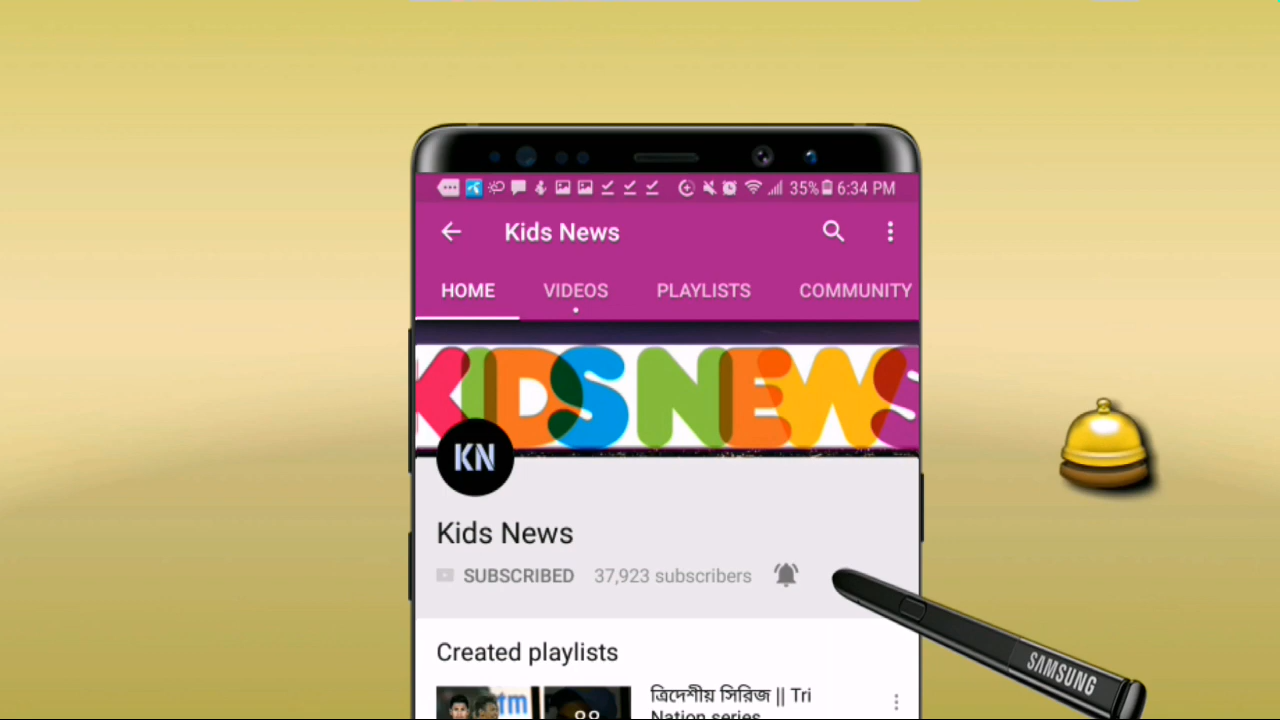 35% 6:34 PM
Kids News
HOME VIDEOS PLAYLISTS COMMUNITY
KIDS NEWS
KN
Kids News
SUBSCRIBED 37,923 subscribers
SAMSUNG
Created playlists
ত্রিদেশীয় সিরিজ || Tri
Nation series
88